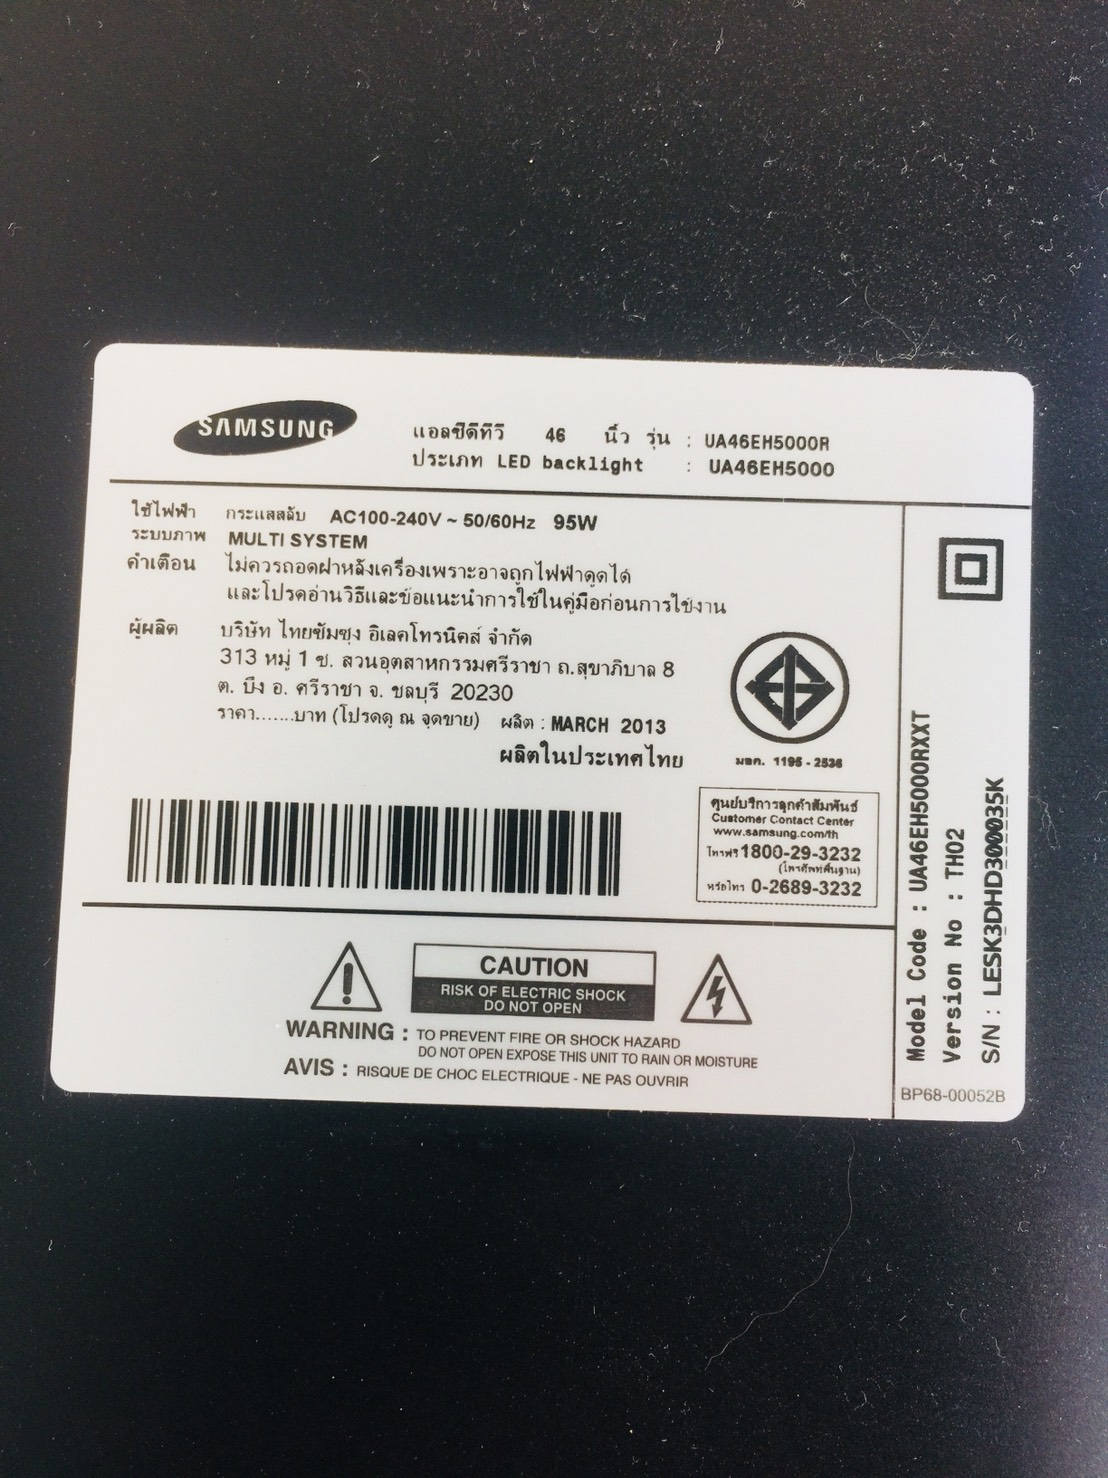 SAMSUNG
แอลซีดีทีวี 46 นิ้ว รุ่น : UA46EH5000R
ประเภท LED backlight : UA46EH5000
ใช้ไฟฟ้า กระแสสลับ AC100-240V ~ 50/60Hz 95W
ระบบภาพ MULTI SYSTEM
คำเตือน ไม่ควรถอดฝาหลังเครื่องเพราะอาจถูกไฟฟ้าดูดได้
และโปรดอ่านวิธีและข้อแนะนำการใช้ในคู่มือก่อนการใช้งาน
ผู้ผลิต บริษัท ไทยซัมซุง อิเลคโทรนิคส์ จำกัด
313 หมู่ 1 ซ. สวนอุตสาหกรรมศรีราชา ถ.สุขาภิบาล 8
ต. บึง อ. ศรีราชา จ. ชลบุรี 20230
ราคา.......บาท (โปรดดู ณ จุดขาย) ผลิต : MARCH 2013
ผลิตในประเทศไทย
มอก. 1195 - 2536
ศูนย์บริการลูกค้าสัมพันธ์
Customer Contact Center
www.samsung.com/th
โทรฟรี 1800-29-3232
(โทรศัพท์พื้นฐาน)
หรือโทร 0-2689-3232
CAUTION
RISK OF ELECTRIC SHOCK
DO NOT OPEN
WARNING : TO PREVENT FIRE OR SHOCK HAZARD
DO NOT OPEN EXPOSE THIS UNIT TO RAIN OR MOISTURE
AVIS : RISQUE DE CHOC ELECTRIQUE - NE PAS OUVRIR
Model Code : UA46EH5000RXXT
Version No : TH02
S/N : LESK3DHD300035K
BP68-00052B